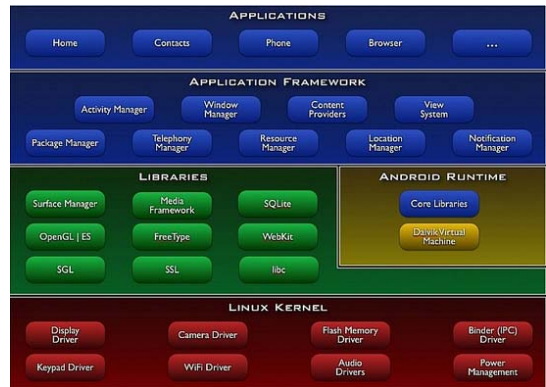 APPLICATIONS
Home
Contacts
Phone
Browser
...
APPLICATION FRAMEWORK
Activity Manager
Window
Manager
Content
Providers
View
System
Package Manager
Telephony
Manager
Resource
Manager
Location
Manager
Notification
Manager
LIBRARIES
Surface Manager
Media
Framework
SQLite
OpenGL | ES
FreeType
WebKit
SGL
SSL
libc
ANDROID RUNTIME
Core Libraries
Dalvik Virtual
Machine
LINUX KERNEL
Display
Driver
Camera Driver
Flash Memory
Driver
Binder (IPC)
Driver
Keypad Driver
WiFi Driver
Audio
Drivers
Power
Management